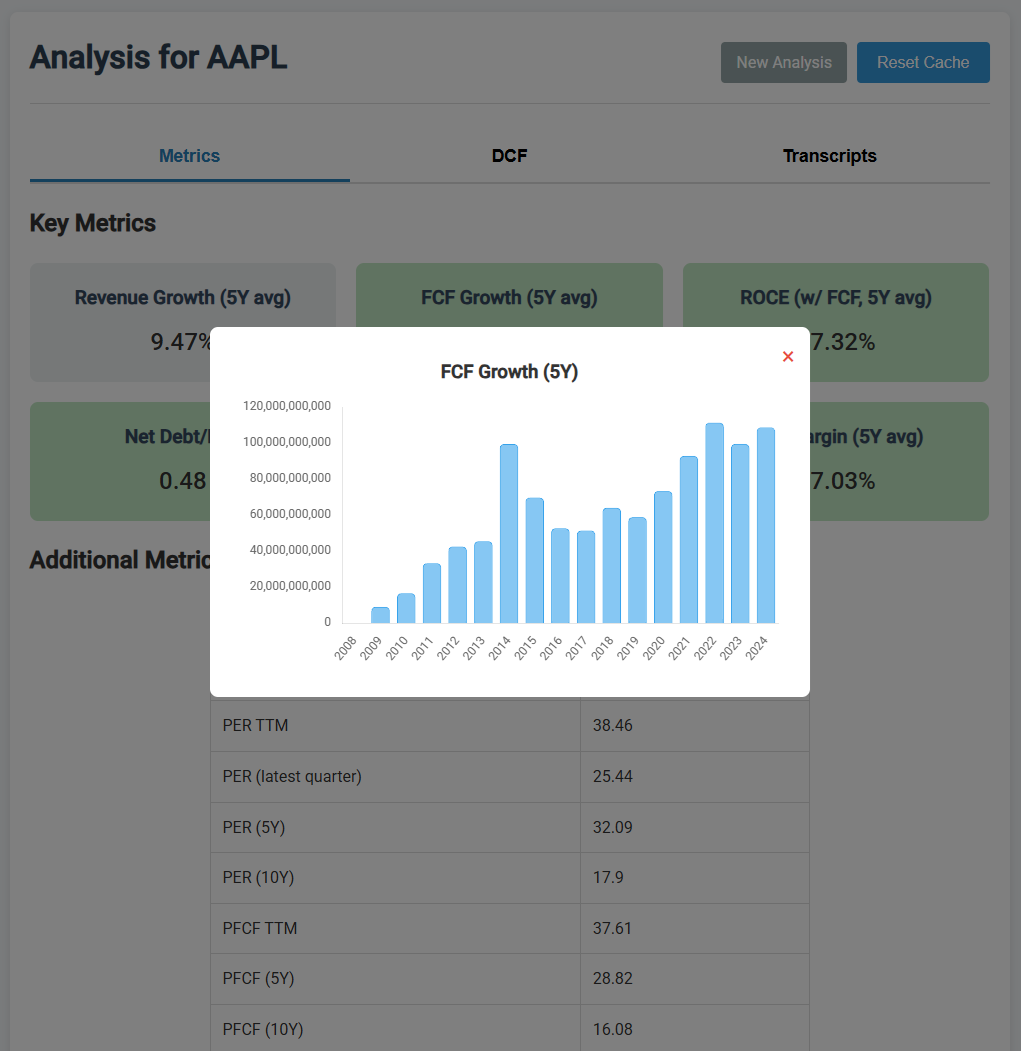 Analysis for AAPL
New Analysis
Reset Cache
Metrics
DCF
Transcripts
Key Metrics
Revenue Growth (5Y avg)
FCF Growth (5Y avg)
ROCE (w/ FCF, 5Y avg)
9.47%
7.32%
Net Debt/
(5Y avg)
0.48
7.03%
Additional
×
FCF Growth (5Y)
120,000,000,000
100,000,000,000
80,000,000,000
60,000,000,000
40,000,000,000
20,000,000,000
0
2008
2009
2010
2011
2012
2013
2014
2015
2016
2017
2018
2019
2020
2021
2022
2023
2024
PER TTM
38.46
PER (latest quarter)
25.44
PER (5Y)
32.09
PER (10Y)
17.9
PFCF TTM
37.61
PFCF (5Y)
28.82
PFCF (10Y)
16.08